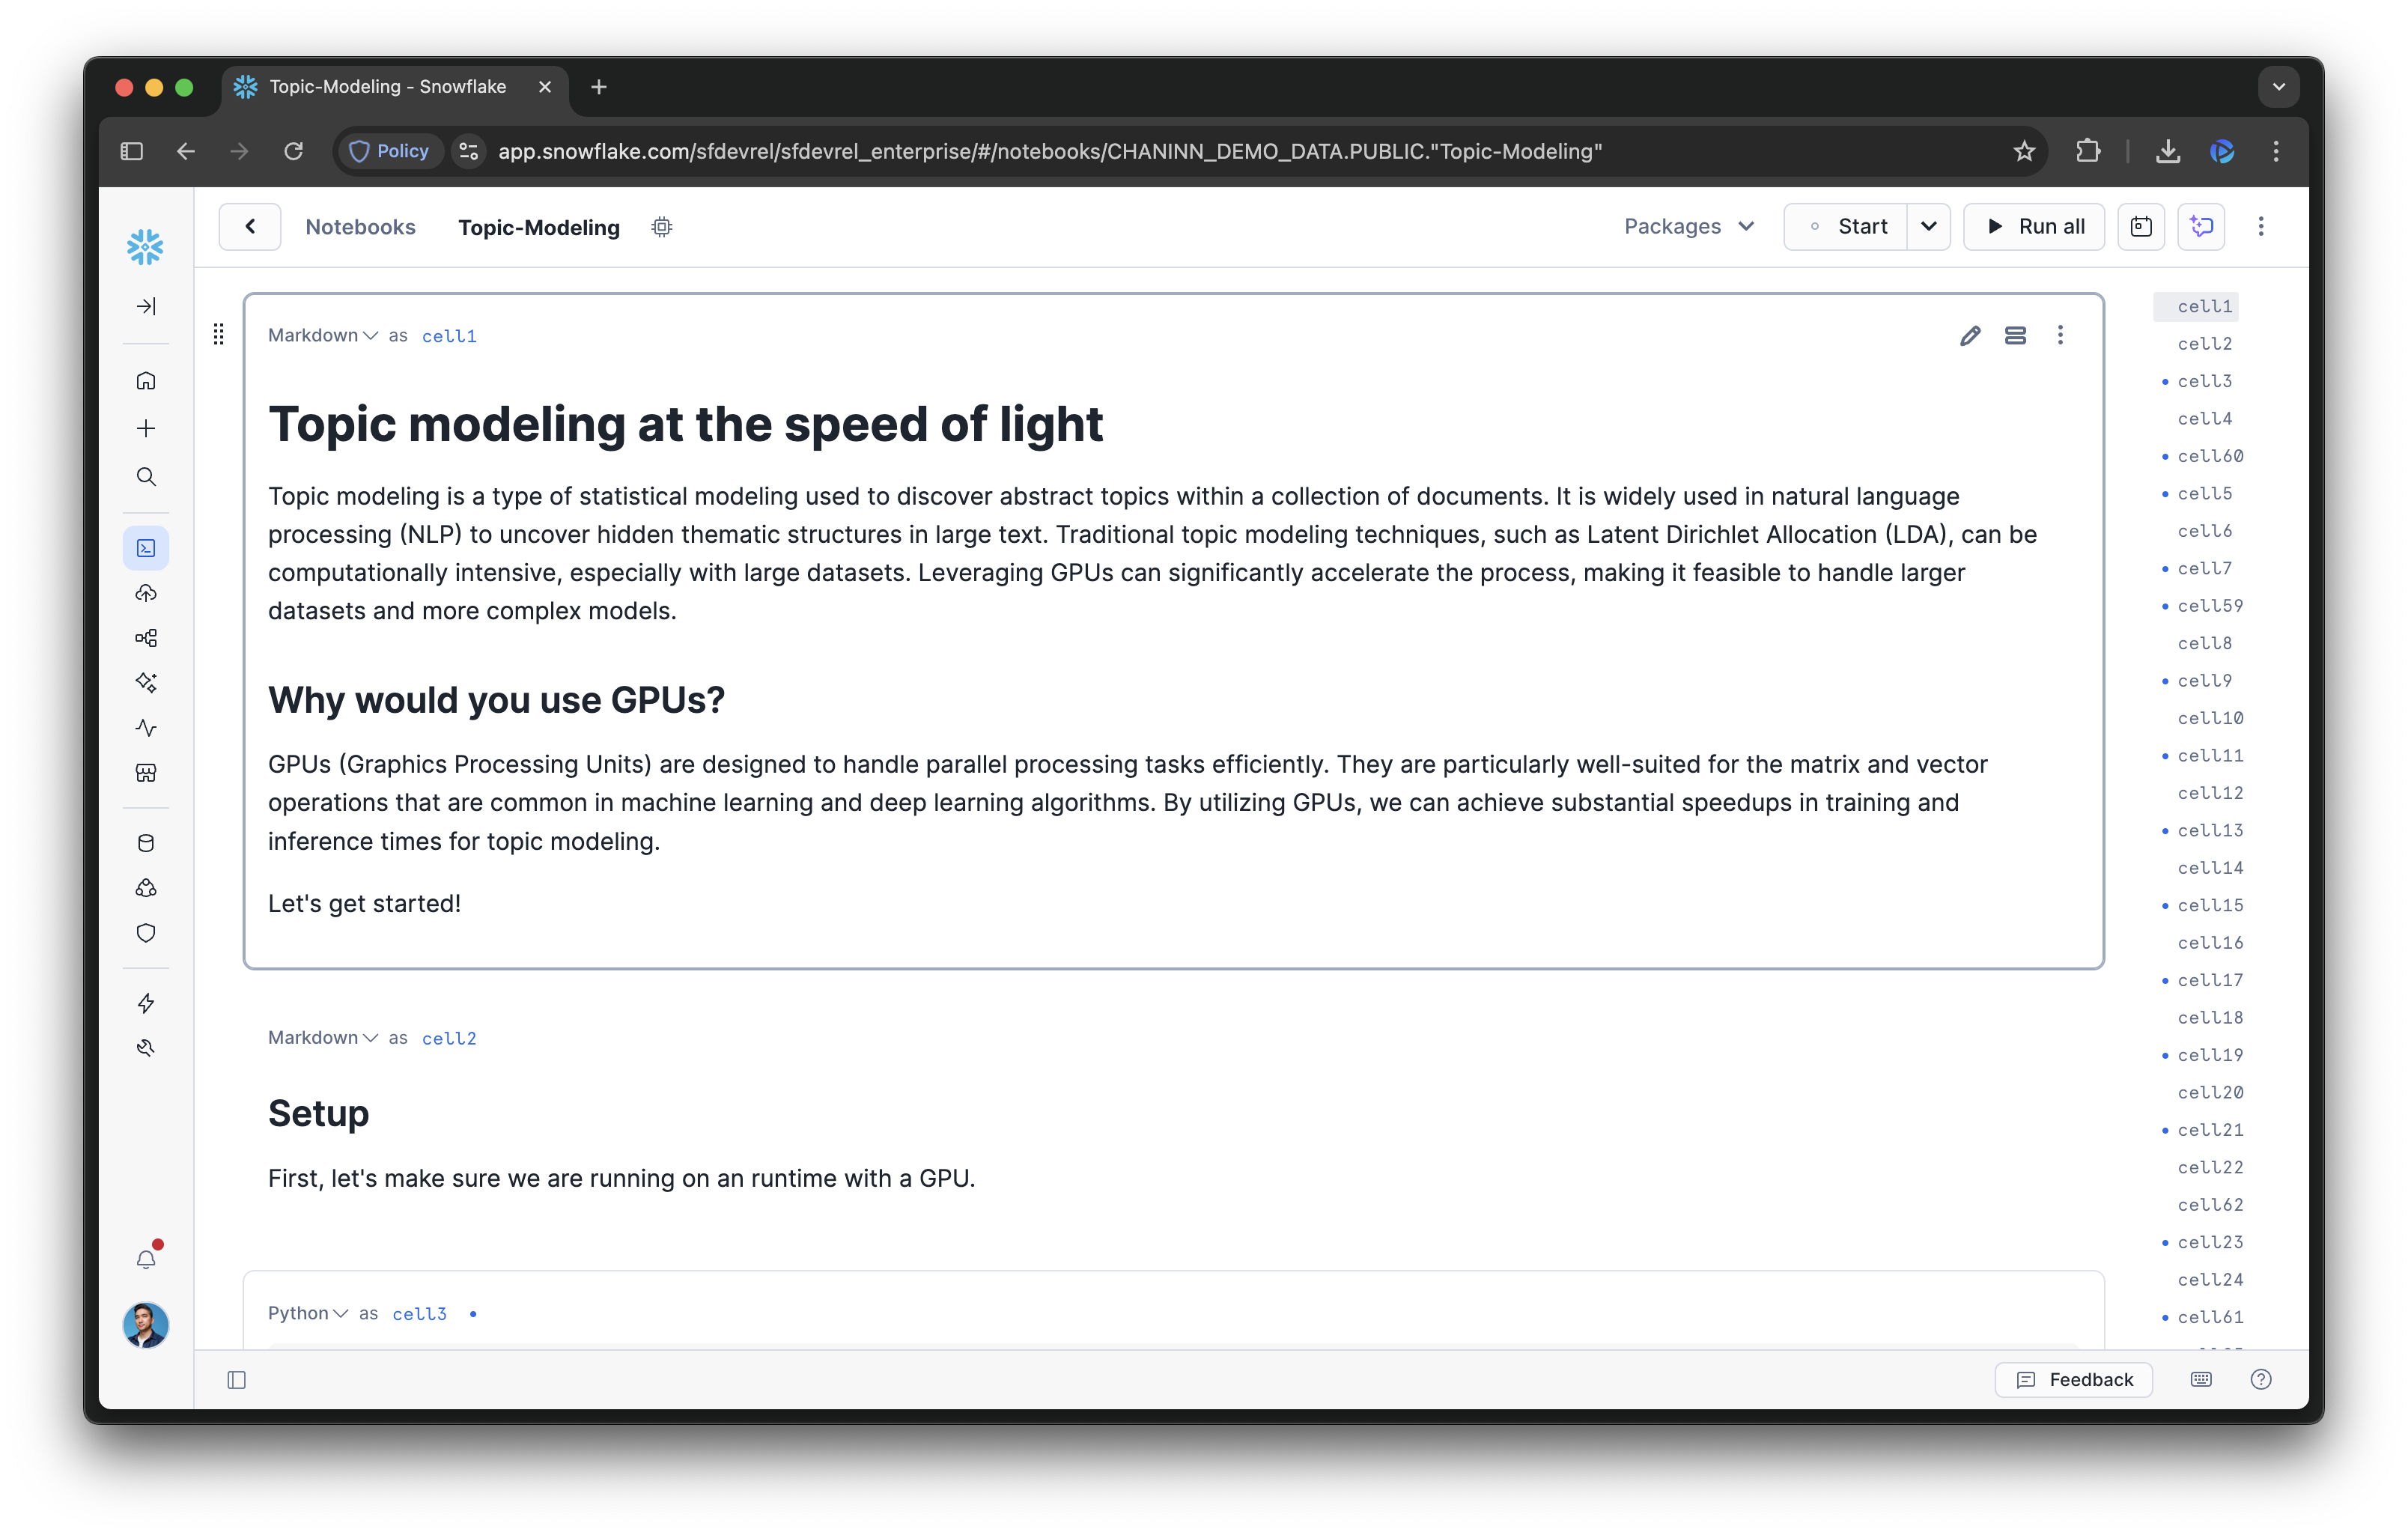 Topic-Modeling - Snowflake
Policy
app.snowflake.com/sfdevrel/sfdevrel_enterprise/#/notebooks/CHANINN_DEMO_DATA.PUBLIC."Topic-Modeling"
Notebooks
Topic-Modeling
Packages
Start
Run all
Markdown as cell1
Topic modeling at the speed of light
Topic modeling is a type of statistical modeling used to discover abstract topics within a collection of documents. It is widely used in natural language
processing (NLP) to uncover hidden thematic structures in large text. Traditional topic modeling techniques, such as Latent Dirichlet Allocation (LDA), can be
computationally intensive, especially with large datasets. Leveraging GPUs can significantly accelerate the process, making it feasible to handle larger
datasets and more complex models.
Why would you use GPUs?
GPUs (Graphics Processing Units) are designed to handle parallel processing tasks efficiently. They are particularly well-suited for the matrix and vector
operations that are common in machine learning and deep learning algorithms. By utilizing GPUs, we can achieve substantial speedups in training and
inference times for topic modeling.
Let's get started!
Markdown as cell2
Setup
First, let's make sure we are running on an runtime with a GPU.
Python as cell3
cell1
cell2
cell3
cell4
cell60
cell5
cell6
cell7
cell59
cell8
cell9
cell10
cell11
cell12
cell13
cell14
cell15
cell16
cell17
cell18
cell19
cell20
cell21
cell22
cell62
cell23
cell24
cell61
Feedback